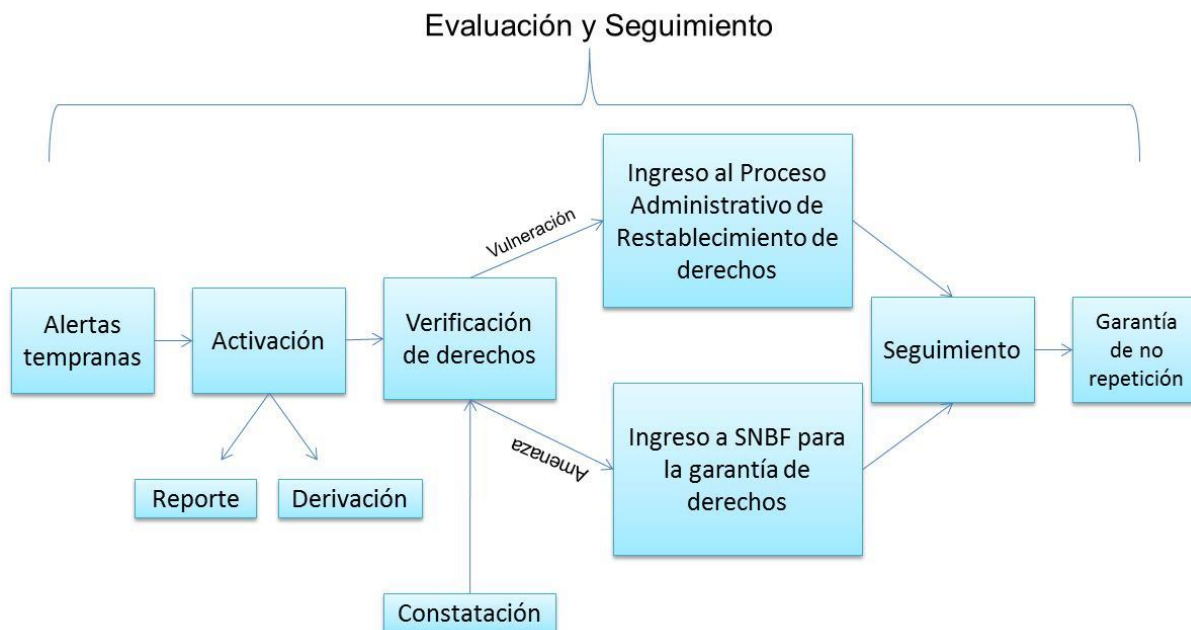 Evaluación y Seguimiento
Alertas
tempranas
Activación
Reporte
Derivación
Verificación
de derechos
Constatación
Vulneración
Amenaza
Ingreso al Proceso
Administrativo de
Restablecimiento de
derechos
Ingreso a SNBF para
la garantía de
derechos
Seguimiento
Garantía
de no
repetición